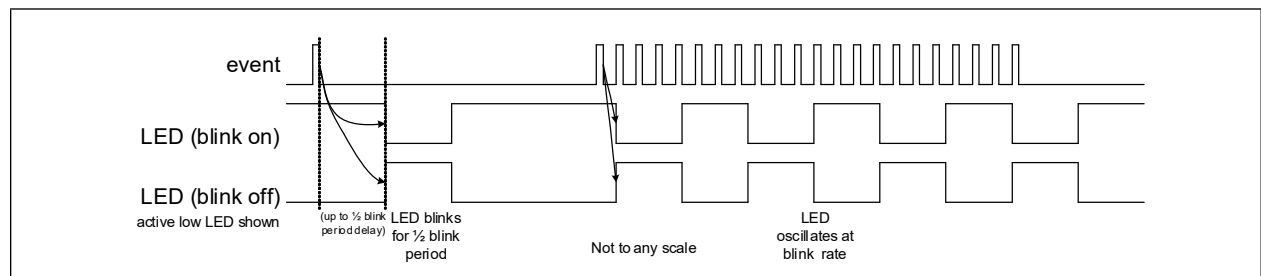 event
LED (blink on)
LED (blink off)
active low LED shown
(up to ½ blink
period delay)
LED blinks
for ½ blink
period
Not to any scale
LED
oscillates at
blink rate